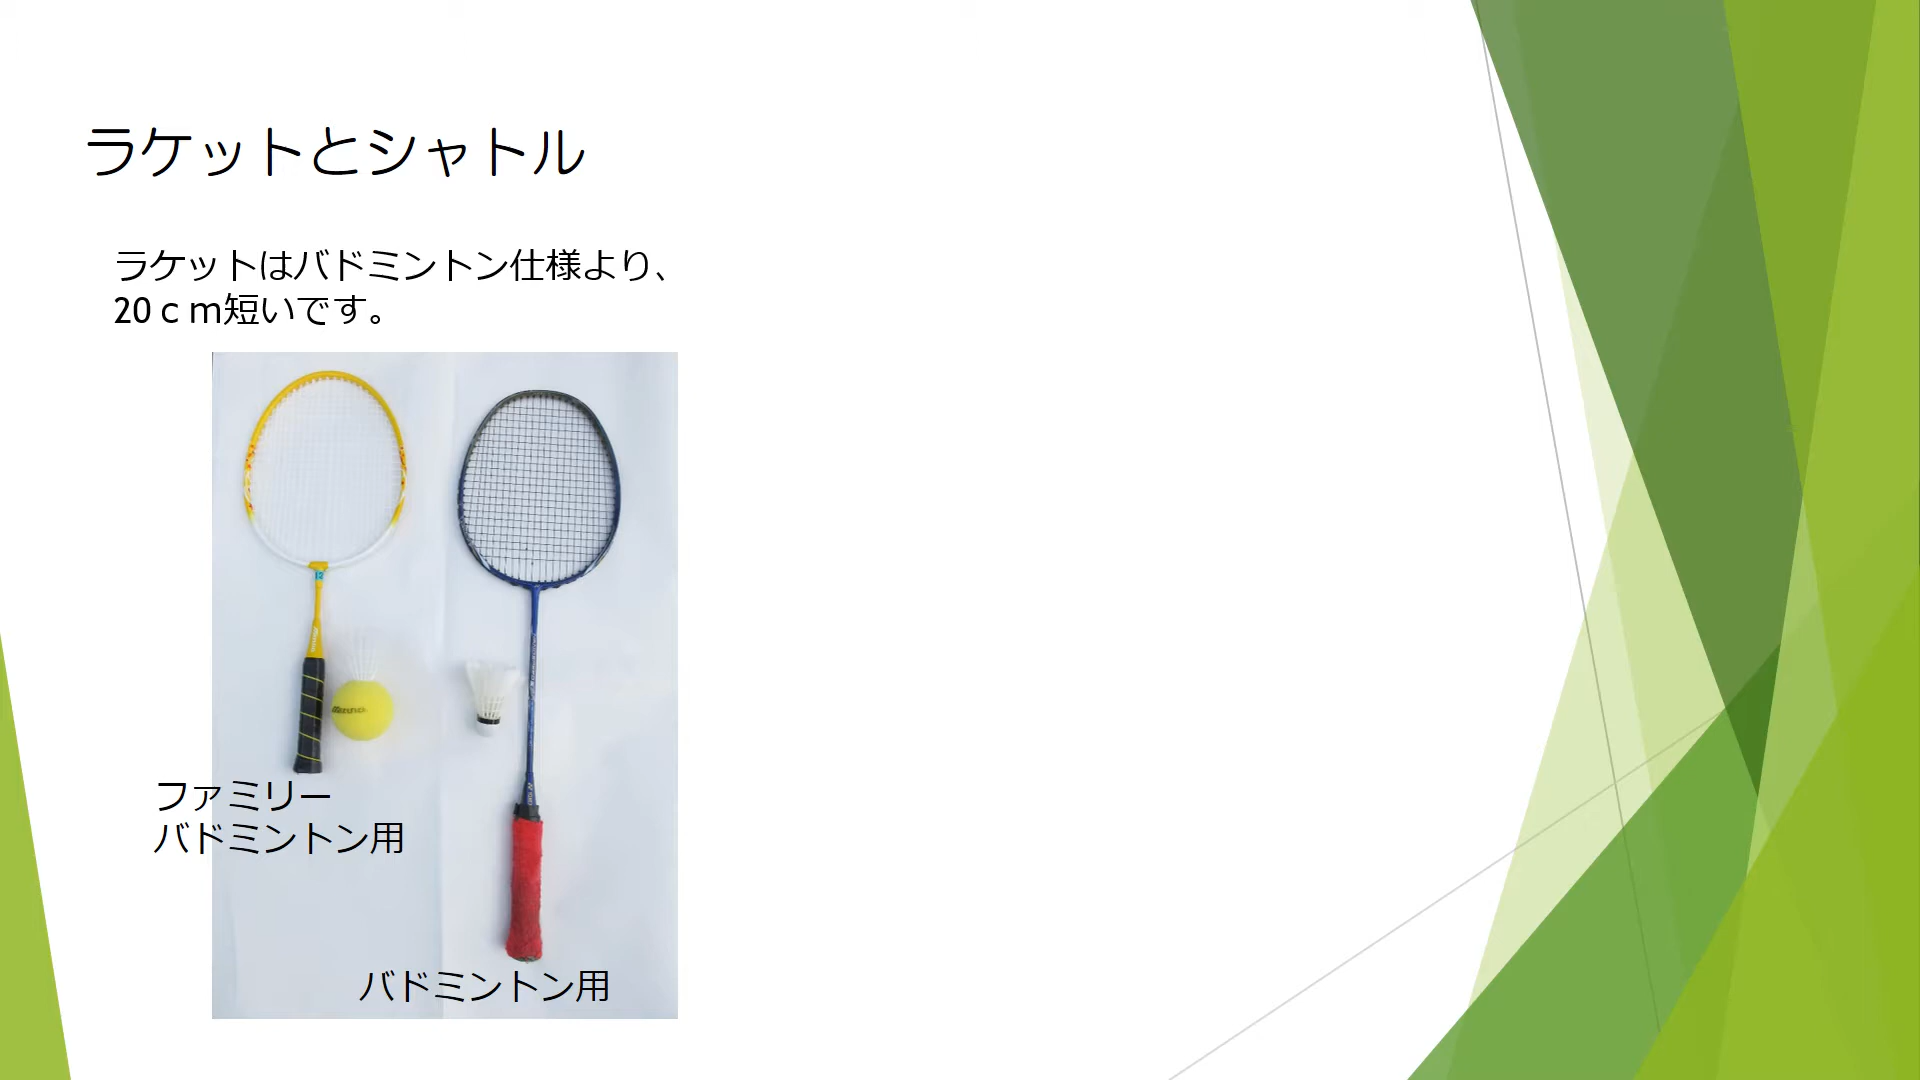 ラケットとシャトル
ラケットはバドミントン仕様より、
20ｃｍ短いです。
ファミリー
バドミントン用
バドミントン用